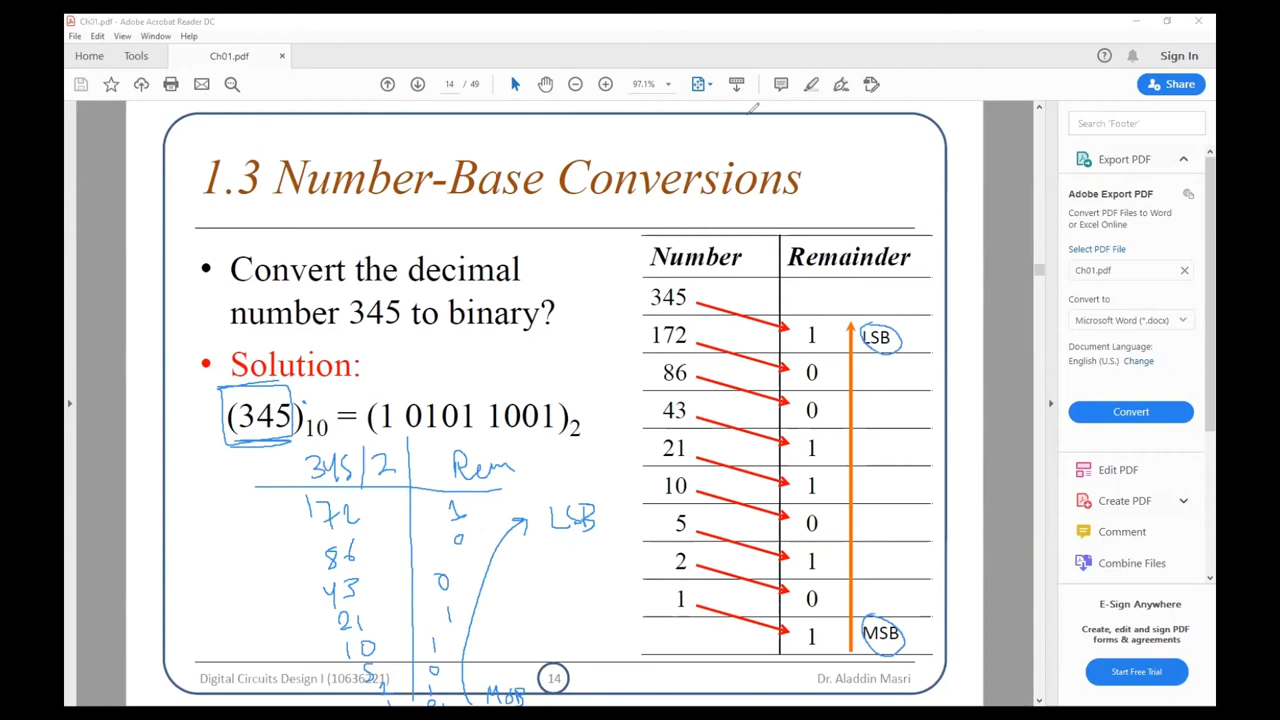 Ch01.pdf - Adobe Acrobat Reader DC
File Edit View Window Help
Home Tools Ch01.pdf × Sign In
14 / 49 97.1% Share
1.3 Number-Base Conversions
• Convert the decimal
number 345 to binary?
• Solution:
(345)10 = (1 0101 1001)2
345/2 Rem
172 1
86 0
43 0
21 1
10 1
5 0
2 1
1 0
LSB
MSB
Number Remainder
345
172 1 LSB
86 0
43 0
21 1
10 1
5 0
2 1
1 0
1 MSB
Digital Circuits Design I (10636221) 14 Dr. Aladdin Masri
Search 'Footer'
Export PDF
Adobe Export PDF
Convert PDF Files to Word
or Excel Online
Select PDF File
Ch01.pdf ×
Convert to
Microsoft Word (*.docx)
Document Language:
English (U.S.) Change
Convert
Edit PDF
Create PDF
Comment
Combine Files
E-Sign Anywhere
Create, edit and sign PDF
forms & agreements
Start Free Trial